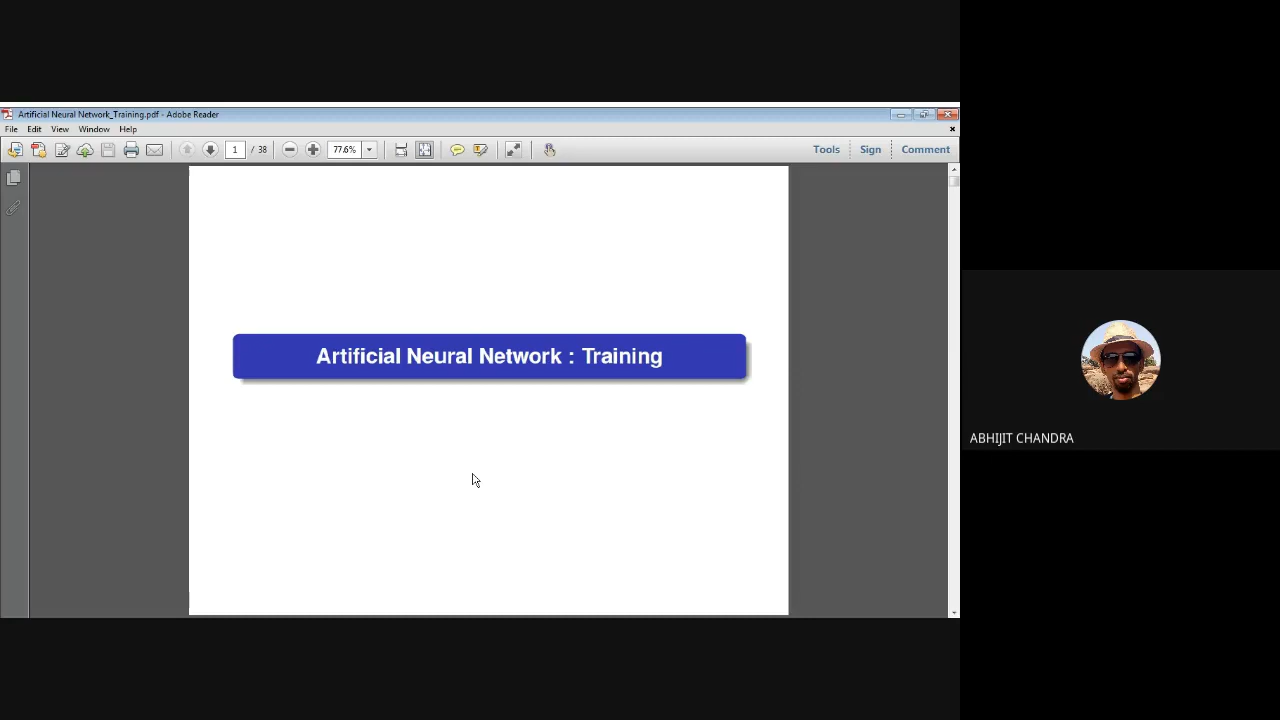 Artificial Neural Network_Training.pdf - Adobe Reader
File Edit View Window Help
1 / 38 77.6% Tools Sign Comment
Artificial Neural Network : Training
ABHIJIT CHANDRA